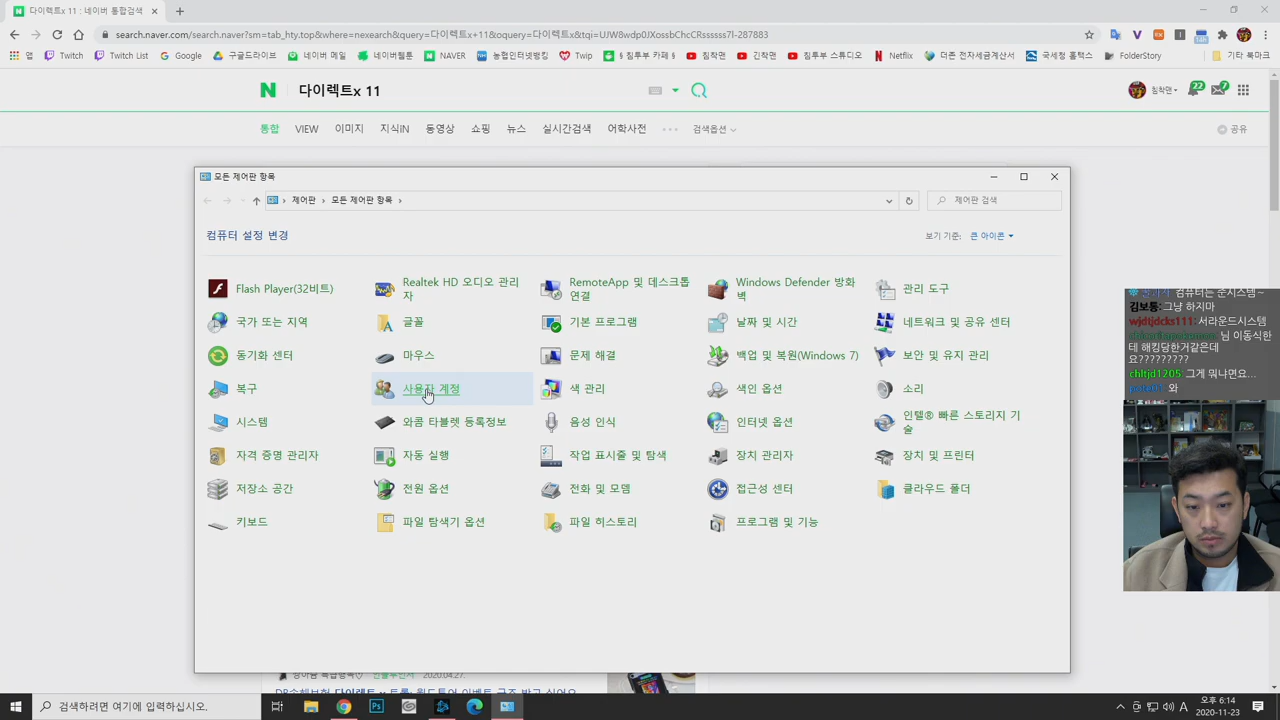 다이렉트x 11 : 네이버 통합검색
search.naver.com/search.naver?sm=tab_hty.top&where=nexearch&query=다이렉트x+11&oquery=다이렉트x&tqi=UJW8wdp0JXossbChcCRssssss7l-287883
앱 Twitch Twitch List Google 구글드라이브 네이버 메일 네이버웹툰 NAVER 농협인터넷뱅킹 Twip § 침투부 카페 § 침착맨 긴착맨 침투부 스튜디오 Netflix 더존 전자세금계산서 국세청 홈택스 FolderStory 기타 북마크
N 다이렉트x 11
침착맨 22 7
통합 VIEW 이미지 지식iN 동영상 쇼핑 뉴스 실시간검색 어학사전 검색옵션 공유
모든 제어판 항목
제어판 › 모든 제어판 항목 ›
제어판 검색
컴퓨터 설정 변경
보기 기준: 큰 아이콘
Flash Player(32비트)
Realtek HD 오디오 관리
자
RemoteApp 및 데스크톱
연결
Windows Defender 방화
벽
관리 도구
국가 또는 지역
글꼴
기본 프로그램
날짜 및 시간
네트워크 및 공유 센터
동기화 센터
마우스
문제 해결
백업 및 복원(Windows 7)
보안 및 유지 관리
복구
사용자 계정
색 관리
색인 옵션
소리
시스템
와콤 타블렛 등록정보
음성 인식
인터넷 옵션
인텔® 빠른 스토리지 기
술
자격 증명 관리자
자동 실행
작업 표시줄 및 탐색
장치 관리자
장치 및 프린터
저장소 공간
전원 옵션
전화 및 모뎀
접근성 센터
클라우드 폴더
키보드
파일 탐색기 옵션
파일 히스토리
프로그램 및 기능
컴퓨터는 준시스템~
김보통: 그냥 하지마
wjdtjdcks111: 서라운드시스템
님 이동식한
테 해킹당한거같은데
요?????????
chltjd1205: 그게 뭐냐면요...
와
2020.04.27.
검색하려면 여기에 입력하십시오.
Ps
A
오후 6:14
2020-11-23